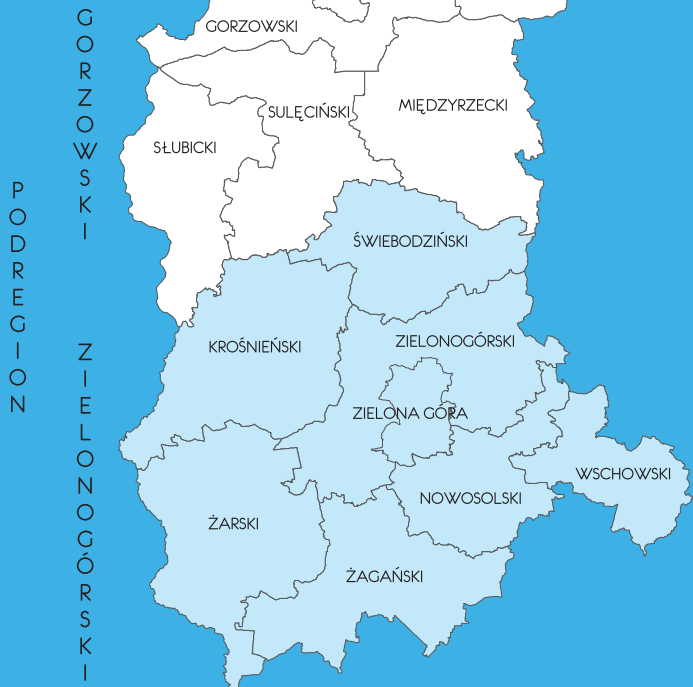 PODREGION
GORZOWSKI
ZIELONOGÓRSKI
GORZOWSKI
SULĘCIŃSKI
MIĘDZYRZECKI
SŁUBICKI
ŚWIEBODZIŃSKI
KROŚNIEŃSKI
ZIELONOGÓRSKI
ZIELONA GÓRA
WSCHOWSKI
NOWOSOLSKI
ŻARSKI
ŻAGAŃSKI